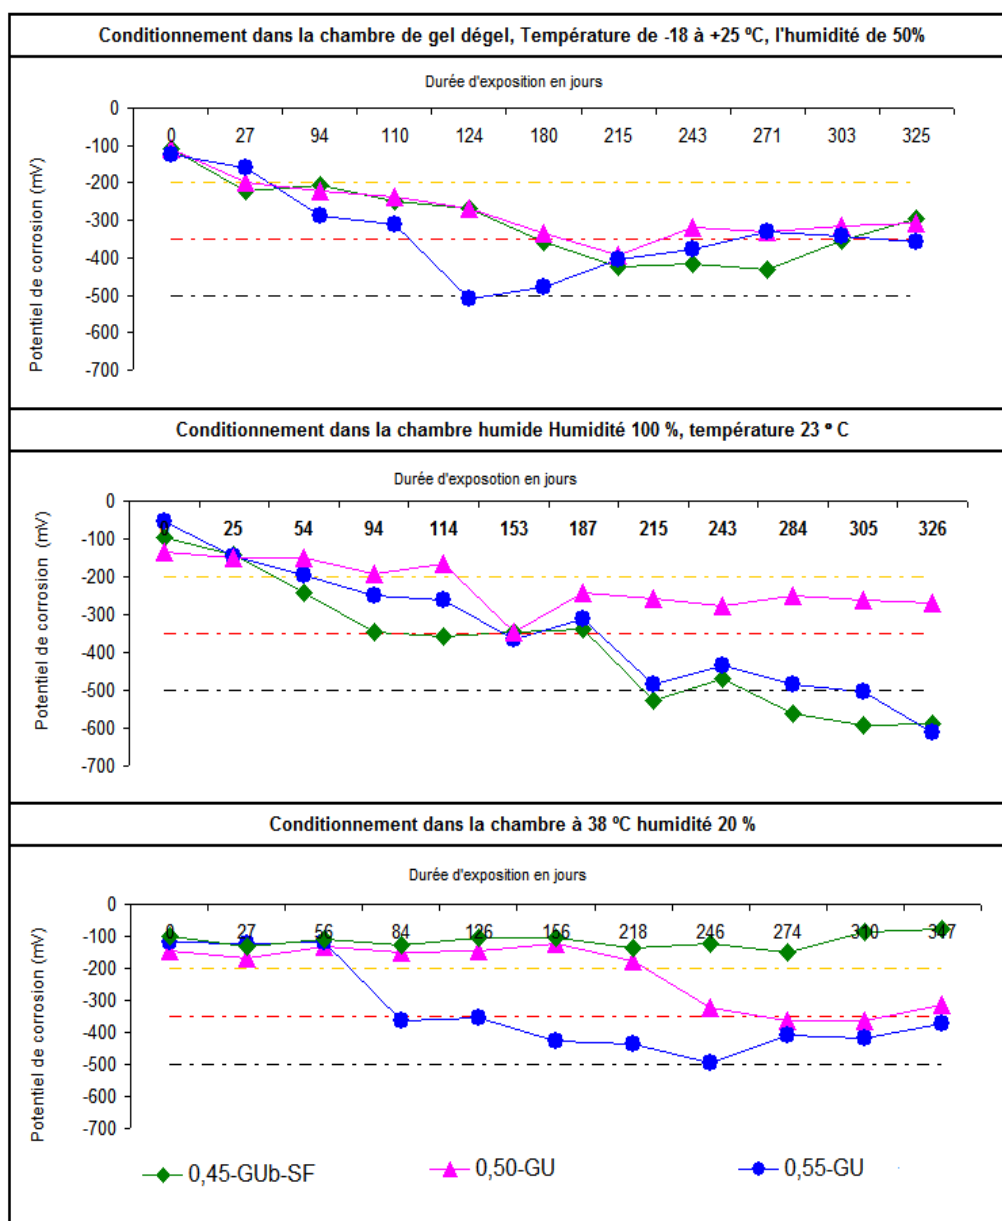 Conditionnement dans la chambre de gel dégel, Température de -18 à +25 ºC, l'humidité de 50%
Durée d'exposition en jours
Potentiel de corrosion (mV)
0
-100
-200
-300
-400
-500
-600
-700
0 27 94 110 124 180 215 243 271 303 325
Conditionnement dans la chambre humide Humidité 100 %, température 23 º C
Durée d'exposotion en jours
Potentiel de corrosion (mV)
0
-100
-200
-300
-400
-500
-600
-700
0 25 54 94 114 153 187 215 243 284 305 326
Conditionnement dans la chambre à 38 ºC humidité 20 %
Durée d'exposition en jours
Potentiel de corrosion (mV)
0
-100
-200
-300
-400
-500
-600
-700
0 27 56 84 126 156 218 246 274 347
0,45-GUb-SF 0,50-GU 0,55-GU